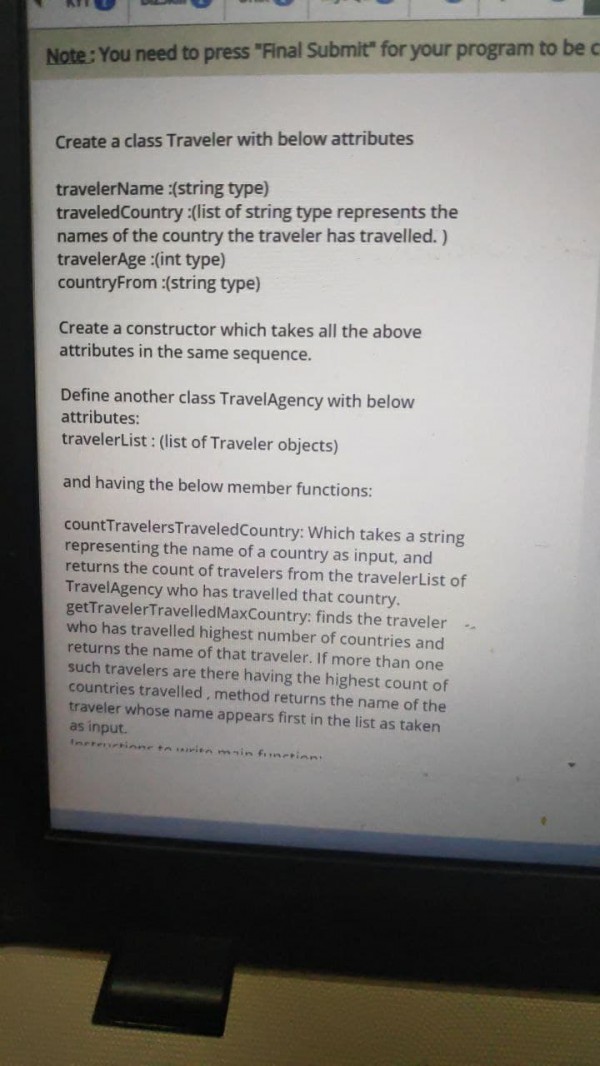 Note : You need to press "Final Submit" for your program to be c
Create a class Traveler with below attributes
travelerName :(string type)
traveledCountry :(list of string type represents the
names of the country the traveler has travelled. )
travelerAge :(int type)
countryFrom :(string type)
Create a constructor which takes all the above
attributes in the same sequence.
Define another class TravelAgency with below
attributes:
travelerList : (list of Traveler objects)
and having the below member functions:
countTravelersTraveledCountry: Which takes a string
representing the name of a country as input, and
returns the count of travelers from the travelerList of
TravelAgency who has travelled that country.
getTravelerTravelledMaxCountry: finds the traveler
who has travelled highest number of countries and
returns the name of that traveler. If more than one
such travelers are there having the highest count of
countries travelled , method returns the name of the
traveler whose name appears first in the list as taken
as input.
Instructions to write main function: